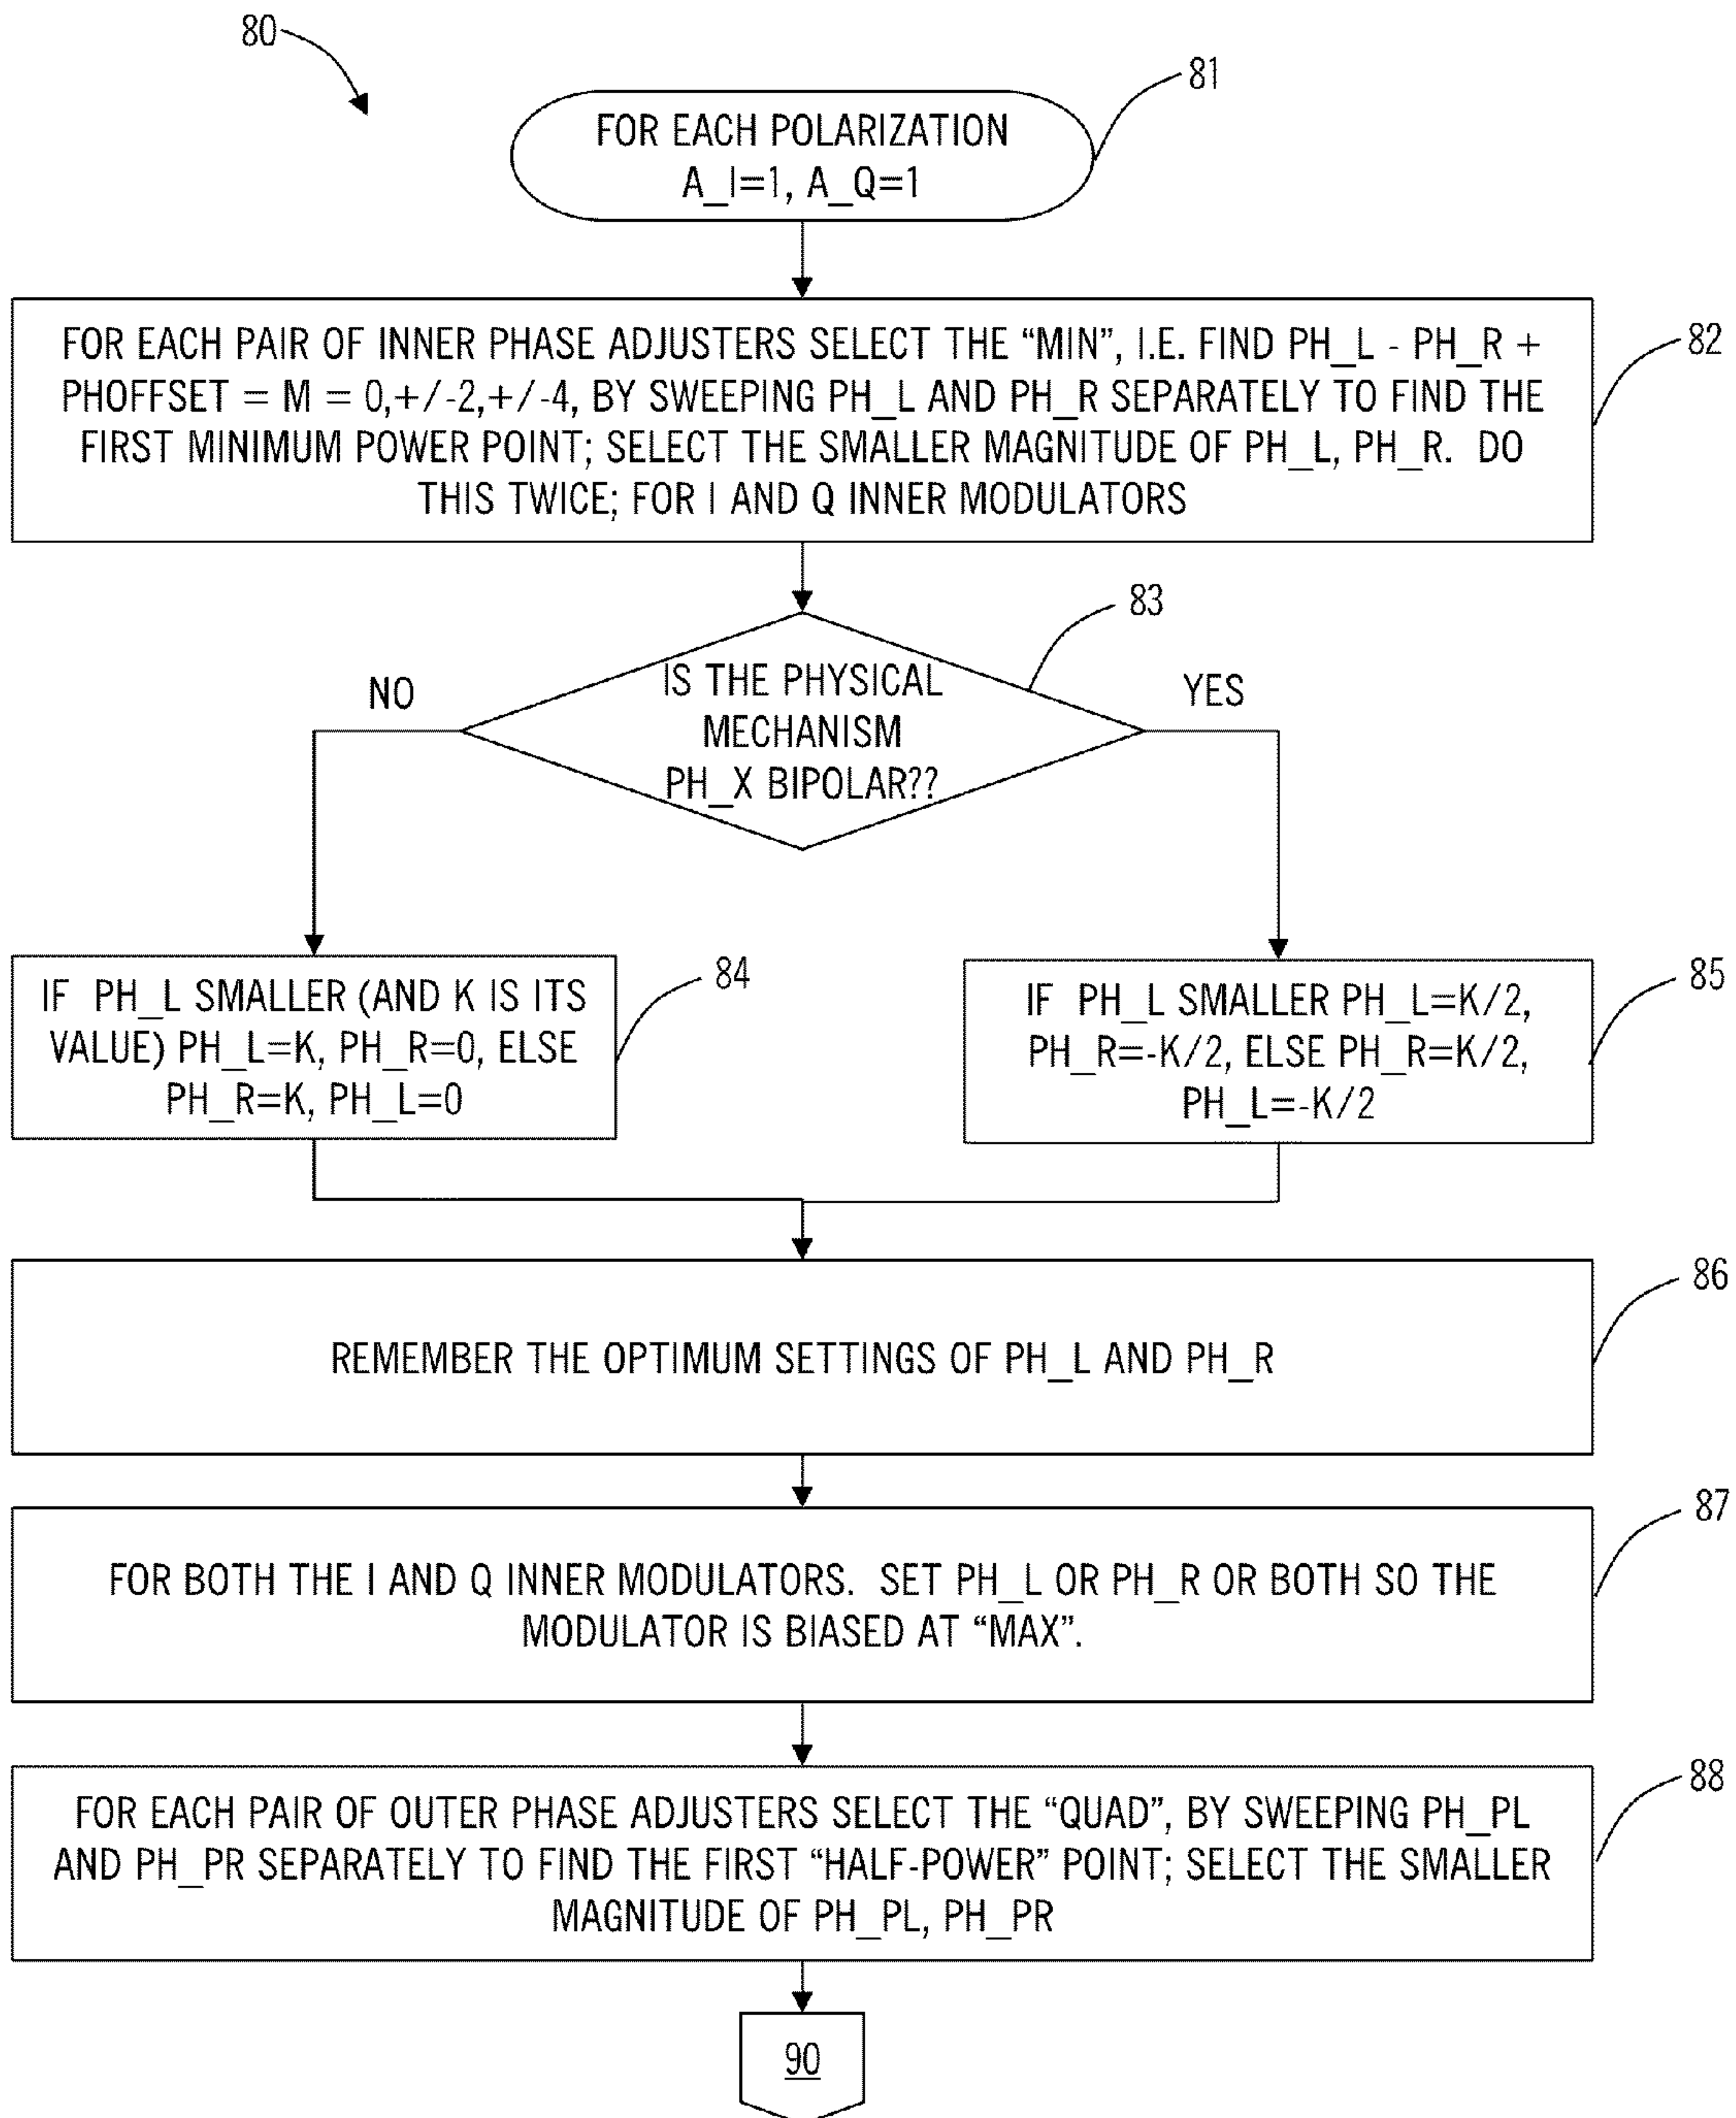 80
81
FOR EACH POLARIZATION
A_I=1, A_Q=1
FOR EACH PAIR OF INNER PHASE ADJUSTERS SELECT THE “MIN”, I.E. FIND PH_L - PH_R +
PHOFFSET = M = 0,+/-2,+/-4, BY SWEEPING PH_L AND PH_R SEPARATELY TO FIND THE
FIRST MINIMUM POWER POINT; SELECT THE SMALLER MAGNITUDE OF PH_L, PH_R. DO
THIS TWICE; FOR I AND Q INNER MODULATORS
82
83
IS THE PHYSICAL
MECHANISM
PH_X BIPOLAR??
NO
YES
IF PH_L SMALLER (AND K IS ITS
VALUE) PH_L=K, PH_R=0, ELSE
PH_R=K, PH_L=0
84
IF PH_L SMALLER PH_L=K/2,
PH_R=-K/2, ELSE PH_R=K/2,
PH_L=-K/2
85
REMEMBER THE OPTIMUM SETTINGS OF PH_L AND PH_R
86
FOR BOTH THE I AND Q INNER MODULATORS. SET PH_L OR PH_R OR BOTH SO THE
MODULATOR IS BIASED AT “MAX”.
87
FOR EACH PAIR OF OUTER PHASE ADJUSTERS SELECT THE “QUAD”, BY SWEEPING PH_PL
AND PH_PR SEPARATELY TO FIND THE FIRST “HALF-POWER” POINT; SELECT THE SMALLER
MAGNITUDE OF PH_PL, PH_PR
88
90